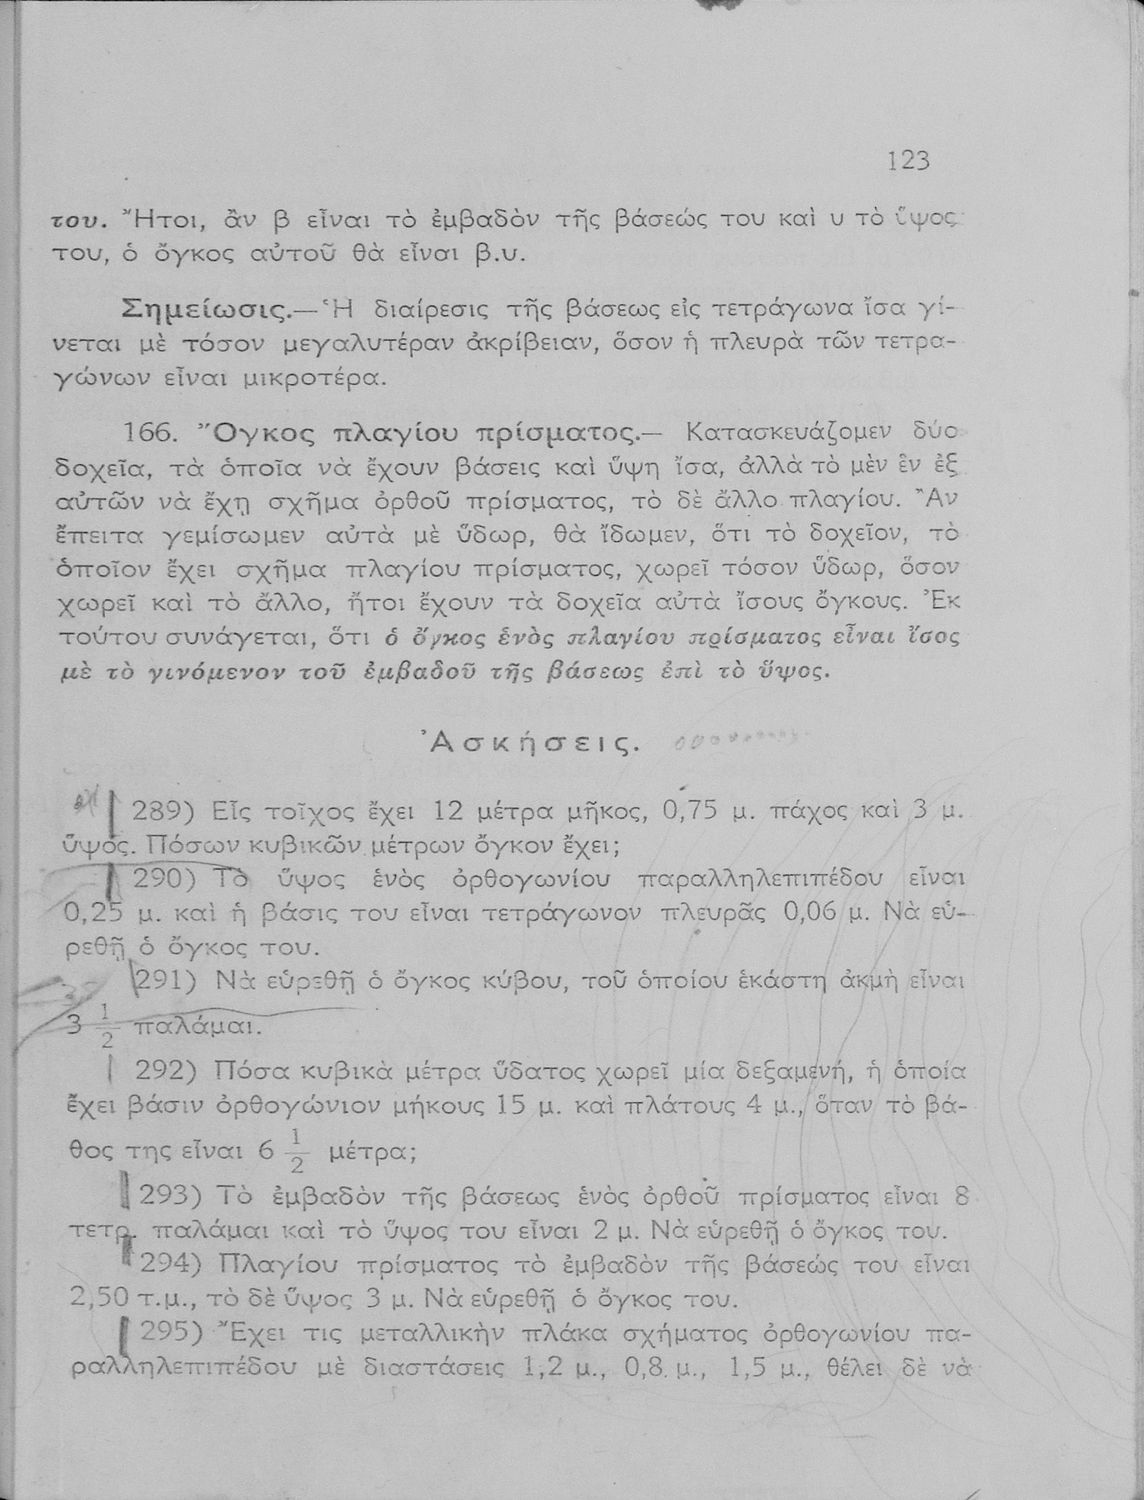 123
του. Ἤτοι, ἂν β εἶναι τὸ ἐμβαδὸν τῆς βάσεώς του καὶ υ τὸ ὕψος
του, ὁ ὄγκος αὐτοῦ θὰ εἶναι β.υ.
Σημείωσις.— Ἡ διαίρεσις τῆς βάσεως εἰς τετράγωνα ἴσα γί-
νεται μὲ τόσον μεγαλυτέραν ἀκρίβειαν, ὅσον ἡ πλευρὰ τῶν τετρα-
γώνων εἶναι μικροτέρα.
166. Ὄγκος πλαγίου πρίσματος.— Κατασκευάζομεν δύο
δοχεῖα, τὰ ὁποῖα νὰ ἔχουν βάσεις καὶ ὕψη ἴσα, ἀλλὰ τὸ μὲν ἓν ἐξ
αὐτῶν νὰ ἔχῃ σχῆμα ὀρθοῦ πρίσματος, τὸ δὲ ἄλλο πλαγίου. Ἂν
ἔπειτα γεμίσωμεν αὐτὰ μὲ ὕδωρ, θὰ ἴδωμεν, ὅτι τὸ δοχεῖον, τὸ
ὁποῖον ἔχει σχῆμα πλαγίου πρίσματος, χωρεῖ τόσον ὕδωρ, ὅσον
χωρεῖ καὶ τὸ ἄλλο, ἤτοι ἔχουν τὰ δοχεῖα αὐτὰ ἴσους ὄγκους. Ἐκ
τούτου συνάγεται, ὅτι ὁ ὄγκος ἑνὸς πλαγίου πρίσματος εἶναι ἴσος
μὲ τὸ γινόμενον τοῦ ἐμβαδοῦ τῆς βάσεως ἐπὶ τὸ ὕψος.
Ἀσκήσεις.
289) Εἷς τοῖχος ἔχει 12 μέτρα μῆκος, 0,75 μ. πάχος καὶ 3 μ.
ὕψος. Πόσων κυβικῶν μέτρων ὄγκον ἔχει;
290) Τὸ ὕψος ἑνὸς ὀρθογωνίου παραλληλεπιπέδου εἶναι
0,25 μ. καὶ ἡ βάσις του εἶναι τετράγωνον πλευρᾶς 0,06 μ. Νὰ εὑ-
ρεθῇ ὁ ὄγκος του.
291) Νὰ εὑρεθῇ ὁ ὄγκος κύβου, τοῦ ὁποίου ἑκάστη ἀκμὴ εἶναι
3 1/2 παλάμαι.
292) Πόσα κυβικὰ μέτρα ὕδατος χωρεῖ μία δεξαμενή, ἡ ὁποία
ἔχει βάσιν ὀρθογώνιον μήκους 15 μ. καὶ πλάτους 4 μ., ὅταν τὸ βά-
θος της εἶναι 6 1/2 μέτρα;
293) Τὸ ἐμβαδὸν τῆς βάσεως ἑνὸς ὀρθοῦ πρίσματος εἶναι 8
τετρ. παλάμαι καὶ τὸ ὕψος του εἶναι 2 μ. Νὰ εὑρεθῇ ὁ ὄγκος του.
294) Πλαγίου πρίσματος τὸ ἐμβαδὸν τῆς βάσεώς του εἶναι
2,50 τ.μ., τὸ δὲ ὕψος 3 μ. Νὰ εὑρεθῇ ὁ ὄγκος του.
295) Ἔχει τις μεταλλικὴν πλάκα σχήματος ὀρθογωνίου πα-
ραλληλεπιπέδου μὲ διαστάσεις 1,2 μ., 0,8 μ., 1,5 μ., θέλει δὲ νὰ